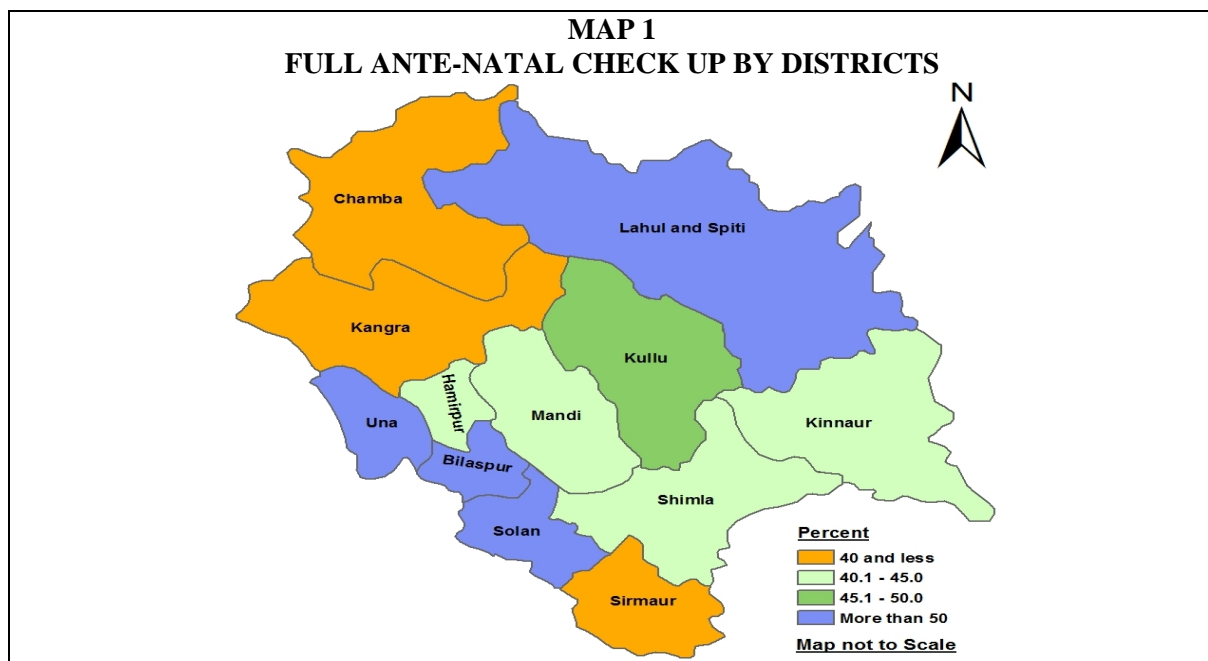 MAP 1
FULL ANTE-NATAL CHECK UP BY DISTRICTS
N
Chamba
Lahul and Spiti
Kangra
Kullu
Hamirpur
Mandi
Una
Kinnaur
Bilaspur
Shimla
Solan
Sirmaur
Percent
40 and less
40.1 - 45.0
45.1 - 50.0
More than 50
Map not to Scale